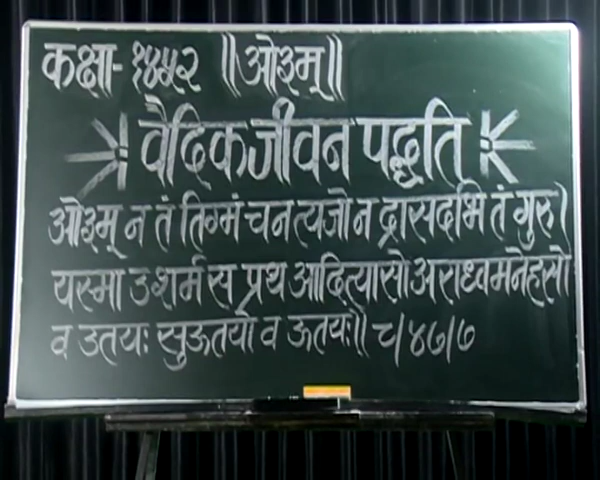 कक्षा- १४५२ ॥ओ३म्॥
वैदिकजीवन पद्धति
ओ३म् न तं तिग्मं चनत्यजो न द्रासदभि तं गुरु।
यस्मा उ शर्म स प्रथ आदित्यासो अराध्वमनेहसो
व उतयः सुऊतयो व ऊतयः॥ ८/४७/७